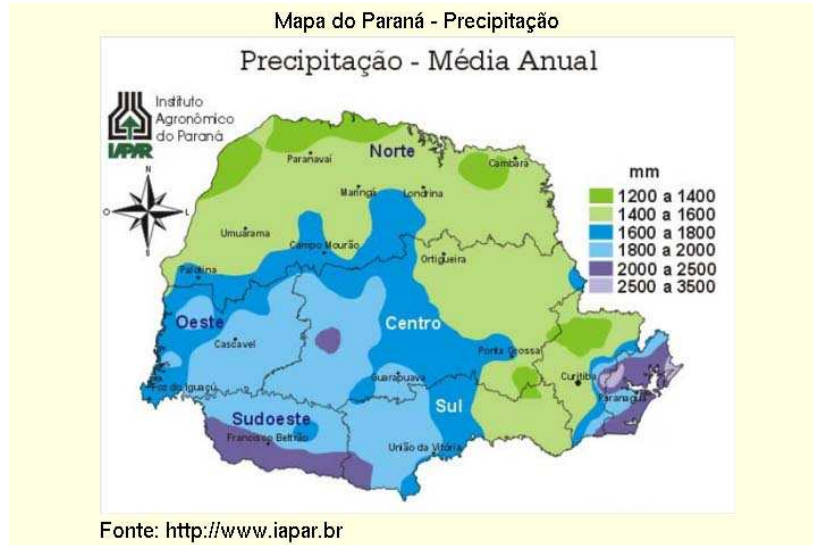 Mapa do Paraná - Precipitação
Precipitação - Média Anual
Instituto
Agronômico
do Paraná
IAPAR
N
O
L
S
Norte
Paranavaí
Cambará
Maringá
Londrina
Umuarama
Campo Mourão
Ortigueira
Palotina
Oeste
Centro
Cascavel
Ponta Grossa
Guarapuava
Curitiba
Foz do Iguaçú
Paranaguá
Sul
Sudoeste
Francisco Beltrão
União da Vitória
mm
1200 a 1400
1400 a 1600
1600 a 1800
1800 a 2000
2000 a 2500
2500 a 3500
Fonte: http://www.iapar.br